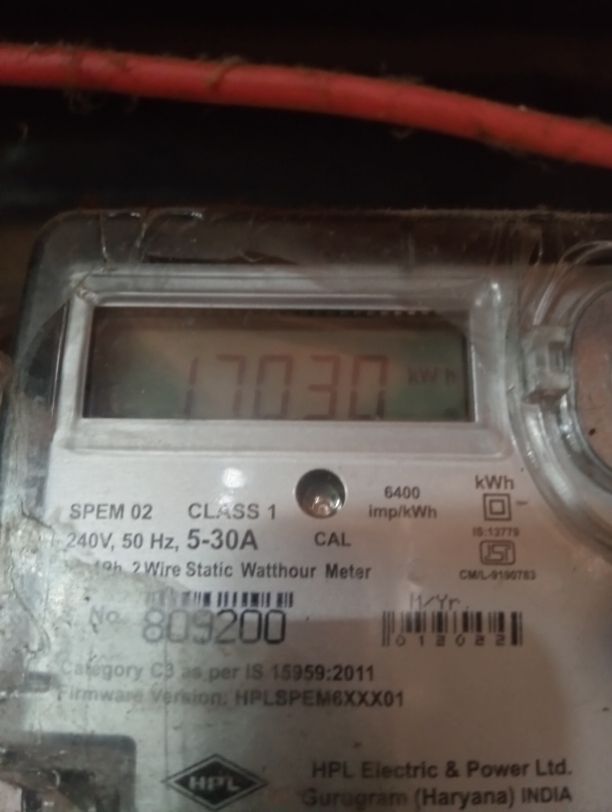 17030 kWh
SPEM 02 CLASS 1
6400 imp/kWh
kWh
240V, 50 Hz, 5-30A
CAL
IS:13779
ISI
2 Wire Static Watthour Meter
CM/L-9190783
No. 809200
M/Yr.
Category C3 as per IS 15959:2011
Firmware Version: HPLSPEM6XXX01
HPL
HPL Electric & Power Ltd.
Gurugram (Haryana) INDIA